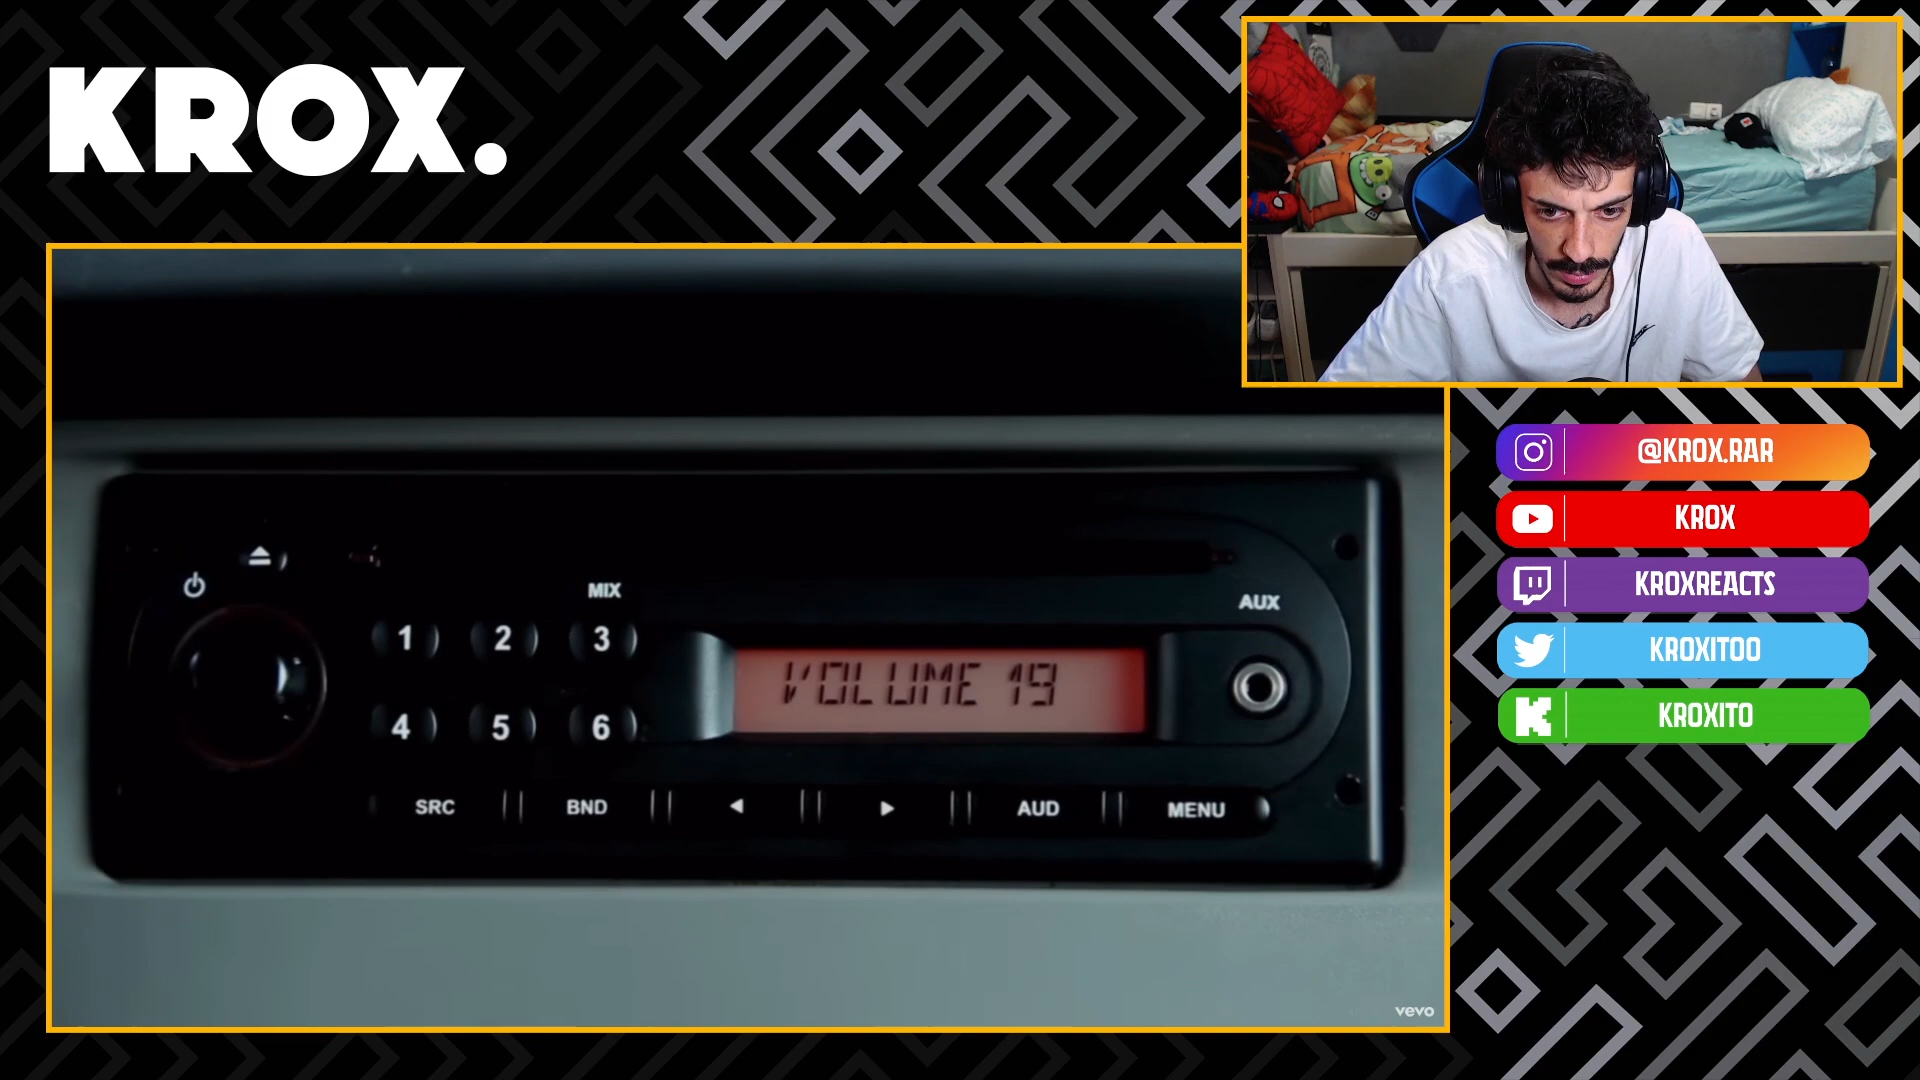 KROX.
MIX
AUX
1 2 3
VOLUME 19
4 5 6
SRC BND AUD MENU
vevo
@KROX.RAR
KROX
KROXREACTS
KROXITOO
KROXITO